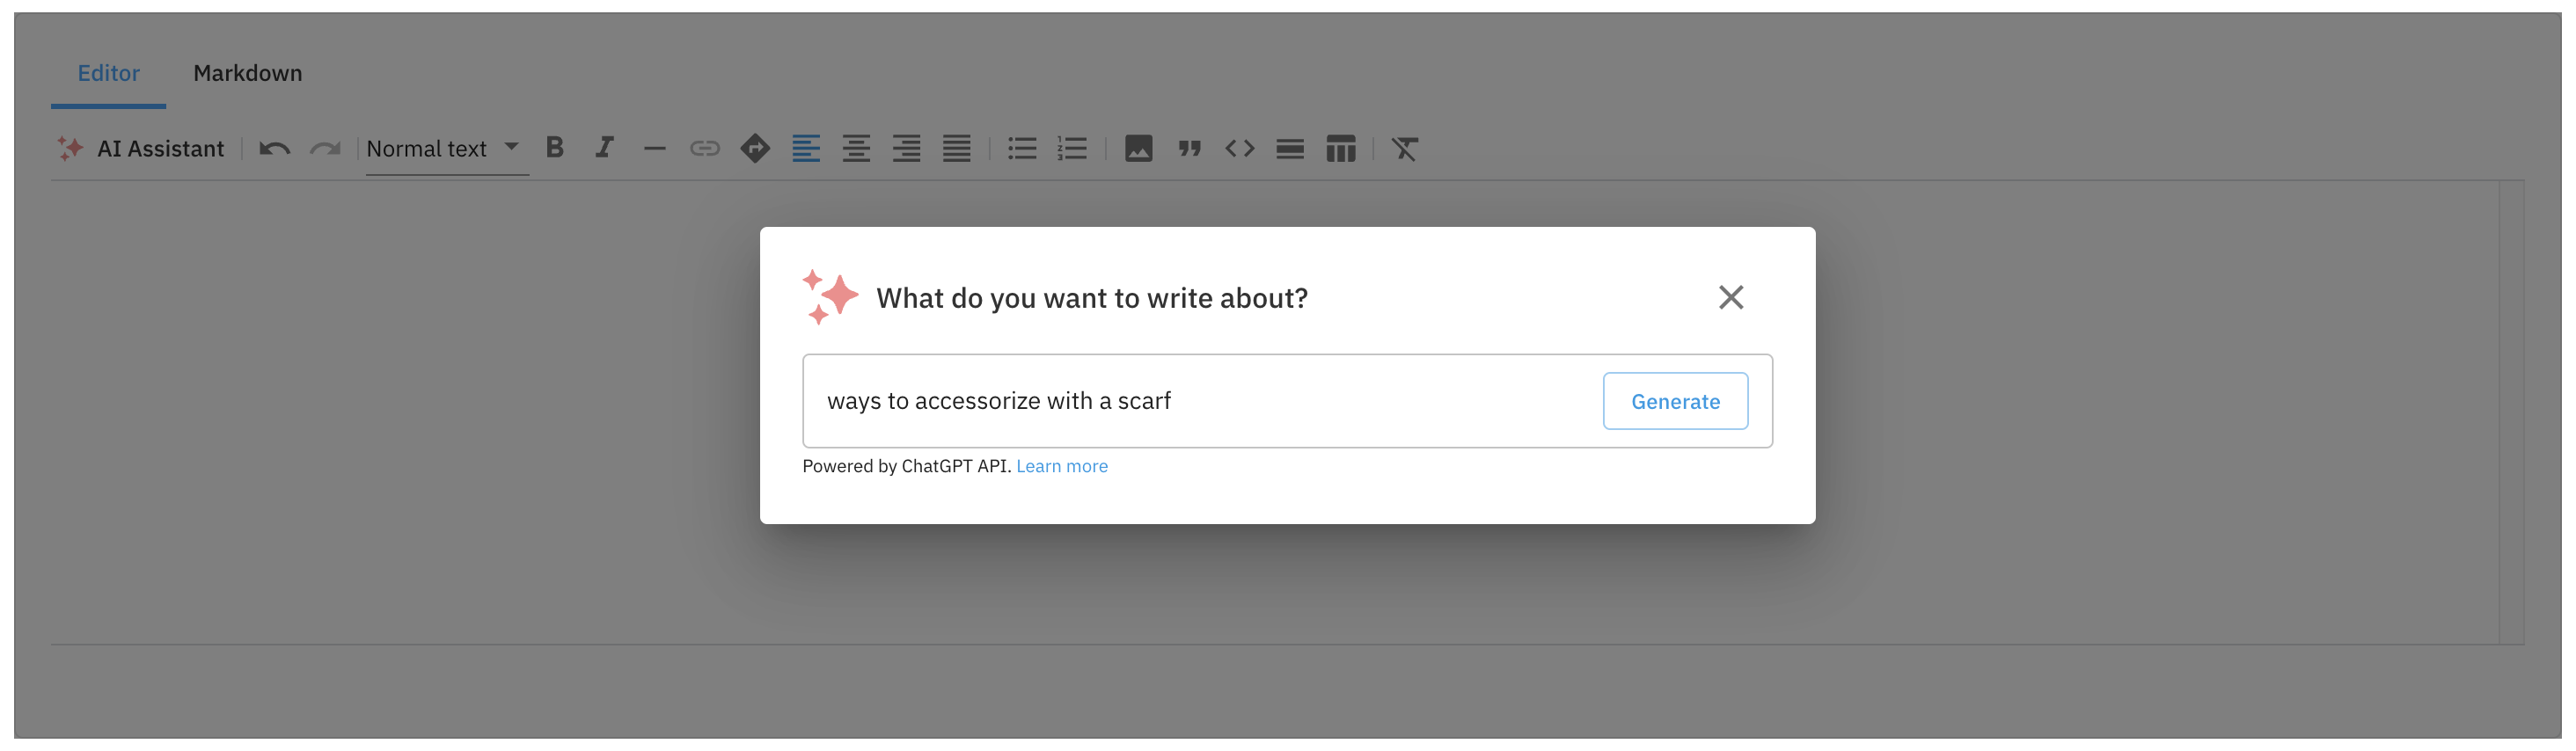 Editor Markdown
AI Assistant Normal text B I
What do you want to write about?
ways to accessorize with a scarf Generate
Powered by ChatGPT API. Learn more